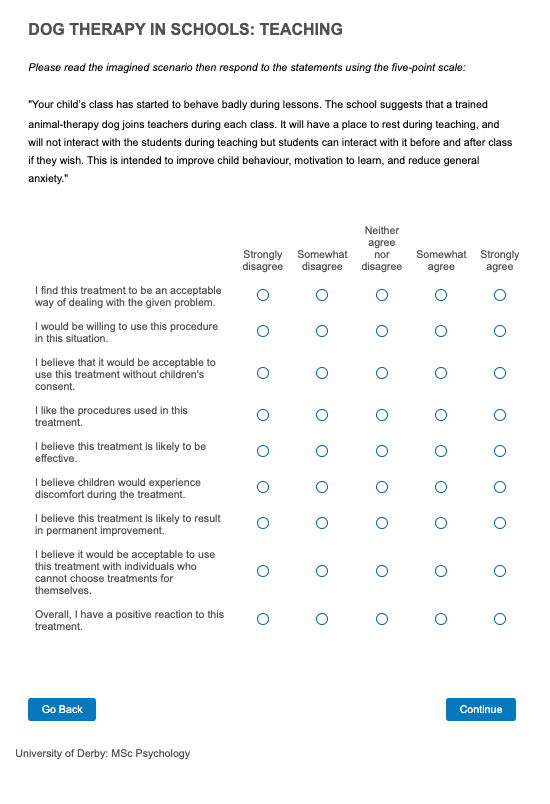 DOG THERAPY IN SCHOOLS: TEACHING
Please read the imagined scenario then respond to the statements using the five-point scale:
"Your child's class has started to behave badly during lessons. The school suggests that a trained
animal-therapy dog joins teachers during each class. It will have a place to rest during teaching, and
will not interact with the students during teaching but students can interact with it before and after class
if they wish. This is intended to improve child behaviour, motivation to learn, and reduce general
anxiety."
Strongly
disagree
Somewhat
disagree
Neither
agree
nor
disagree
Somewhat
agree
Strongly
agree
I find this treatment to be an acceptable
way of dealing with the given problem.
I would be willing to use this procedure
in this situation.
I believe that it would be acceptable to
use this treatment without children's
consent.
I like the procedures used in this
treatment.
I believe this treatment is likely to be
effective.
I believe children would experience
discomfort during the treatment.
I believe this treatment is likely to result
in permanent improvement.
I believe it would be acceptable to use
this treatment with individuals who
cannot choose treatments for
themselves.
Overall, I have a positive reaction to this
treatment.
Go Back
Continue
University of Derby: MSc Psychology